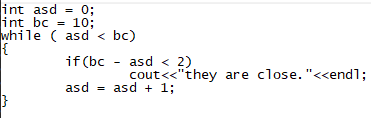 int asd = 0;
int bc = 10;
while ( asd < bc)
{
        if(bc - asd < 2)
                cout<<"they are close."<<endl;
        asd = asd + 1;
}